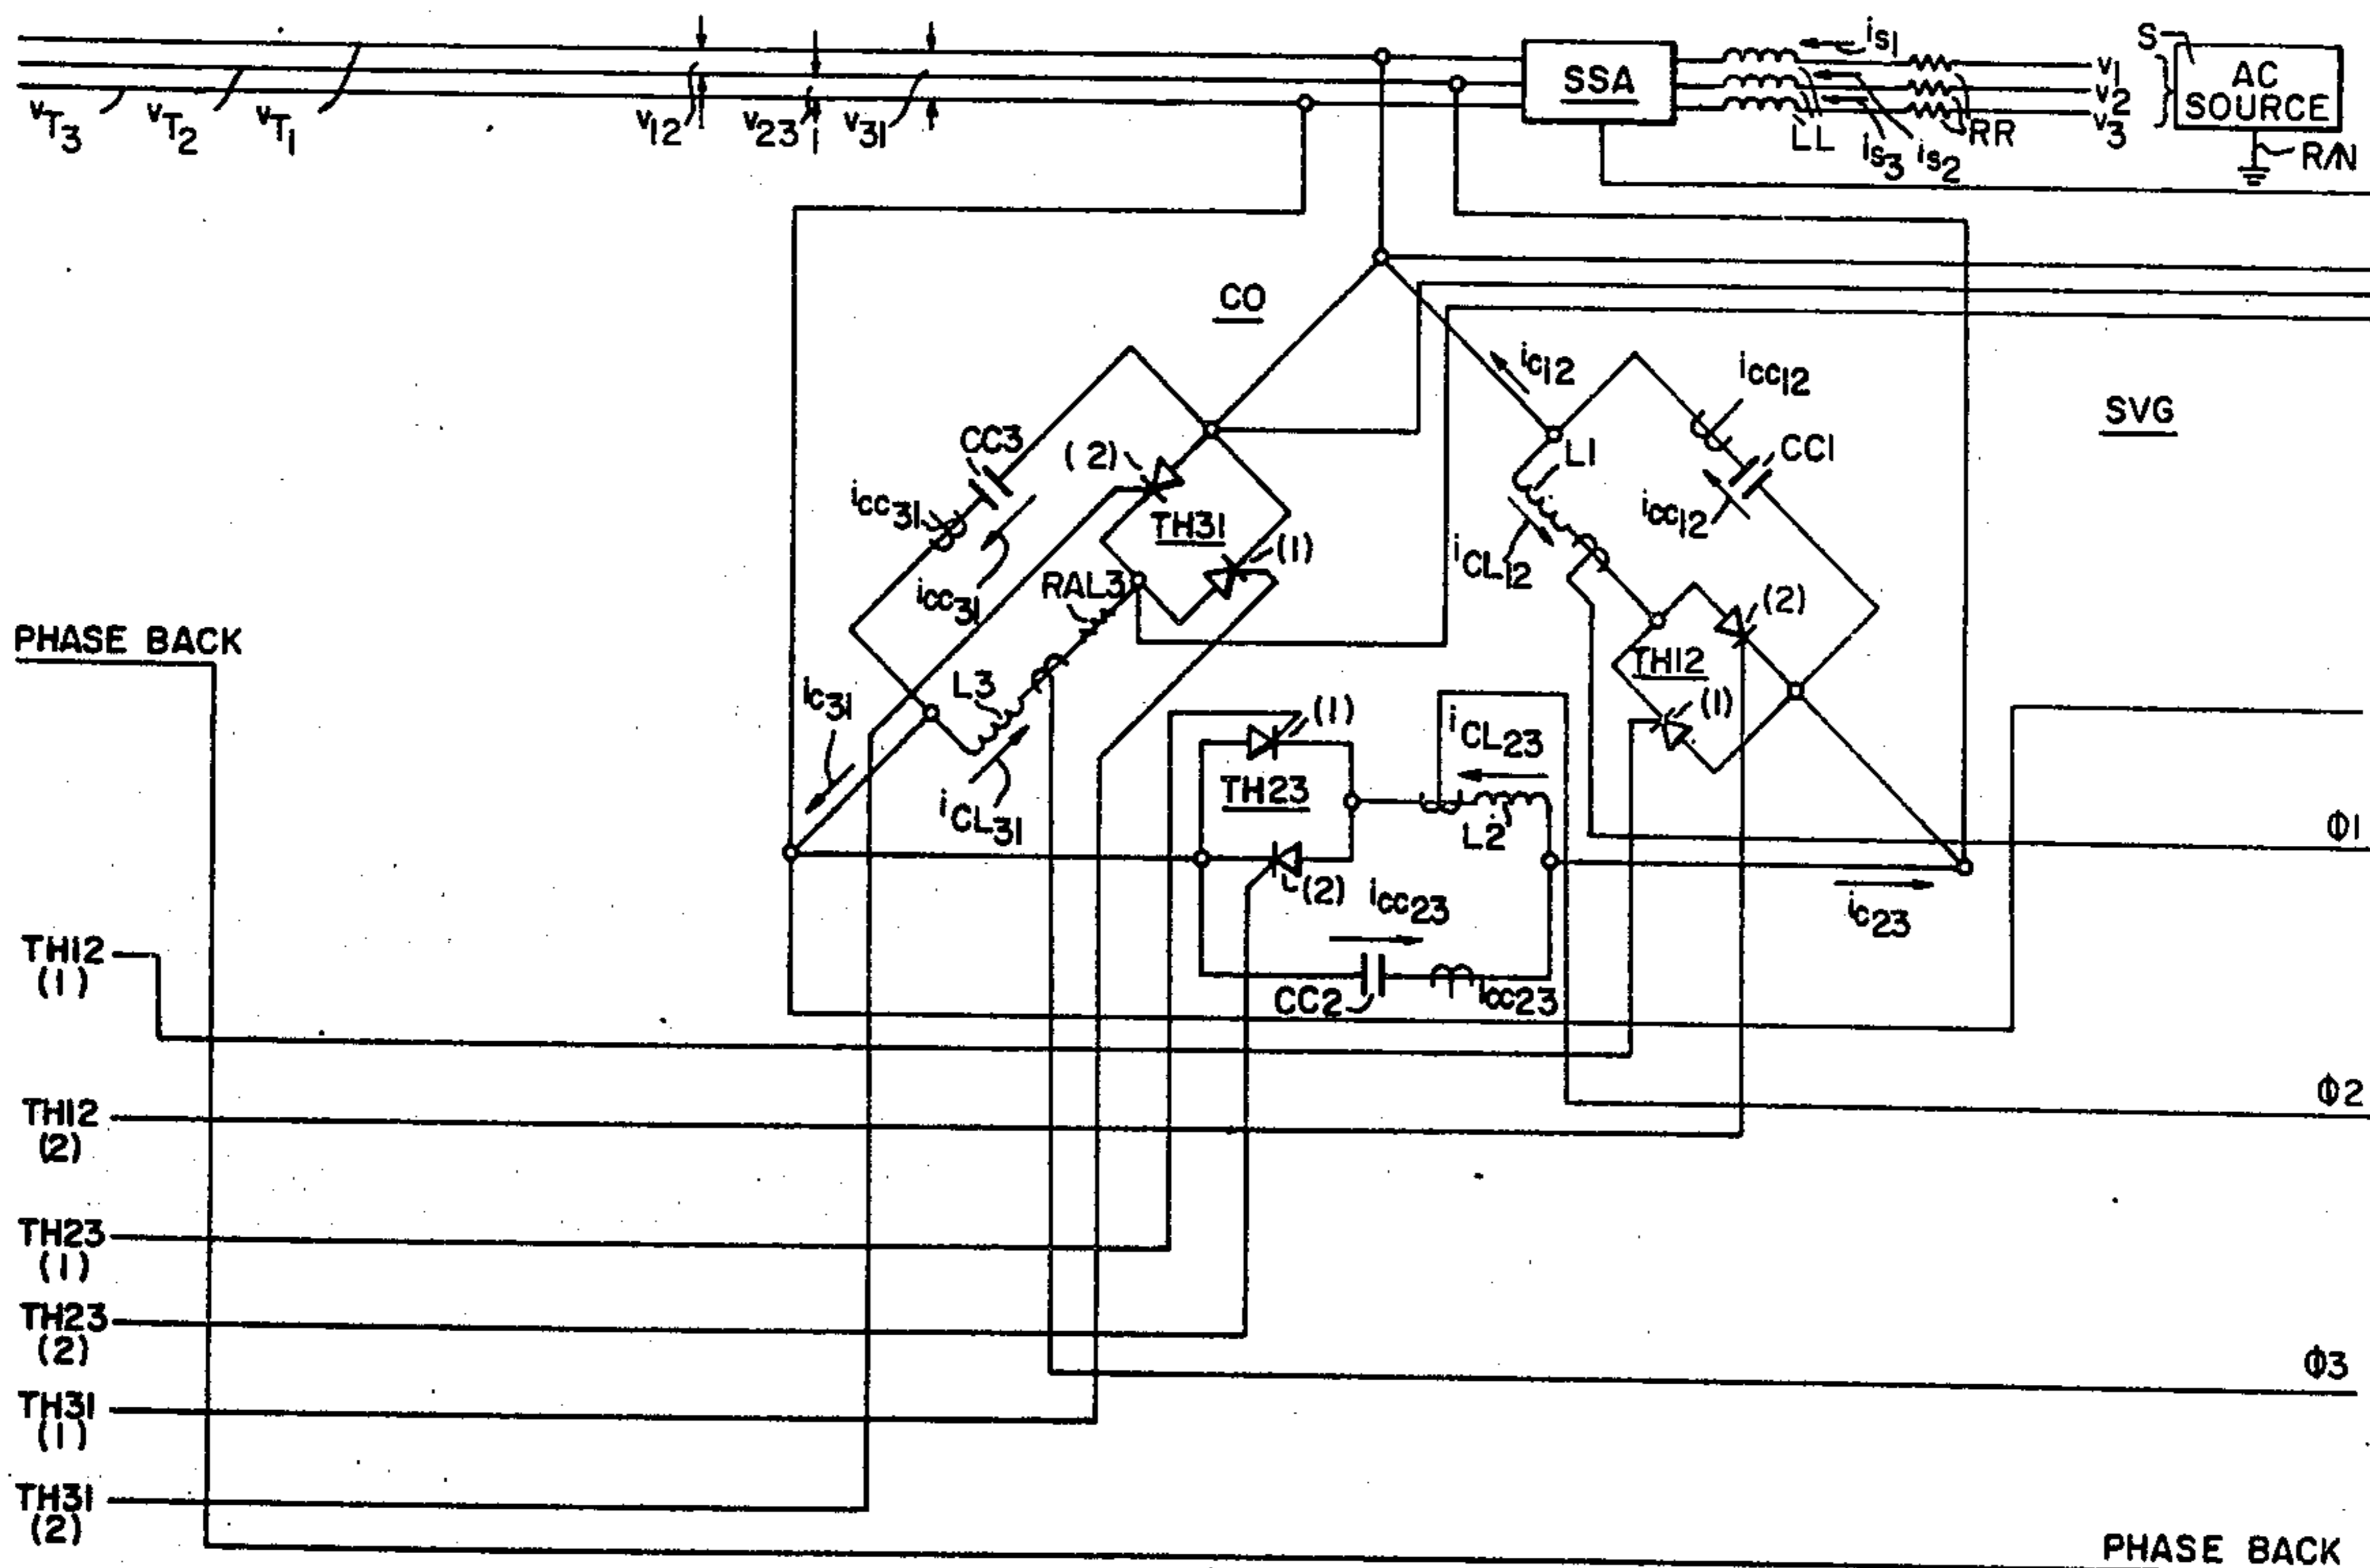 vT3
vT2
vT1
v12
v23
v31
SSA
LL
is1
is3
is2
RR
v1
v2
v3
S
AC
SOURCE
R/N
CO
SVG
ic12
icc12
CC1
icc12
L1
iCL12
TH12
(2)
(1)
CC3
icc31
icc31
(2)
TH31
(1)
RAL3
L3
ic31
iCL31
(1)
TH23
(2)
iCL23
L2
icc23
CC2
icc23
ic23
Φ1
Φ2
Φ3
PHASE BACK
TH12
(1)
TH12
(2)
TH23
(1)
TH23
(2)
TH31
(1)
TH31
(2)
PHASE BACK